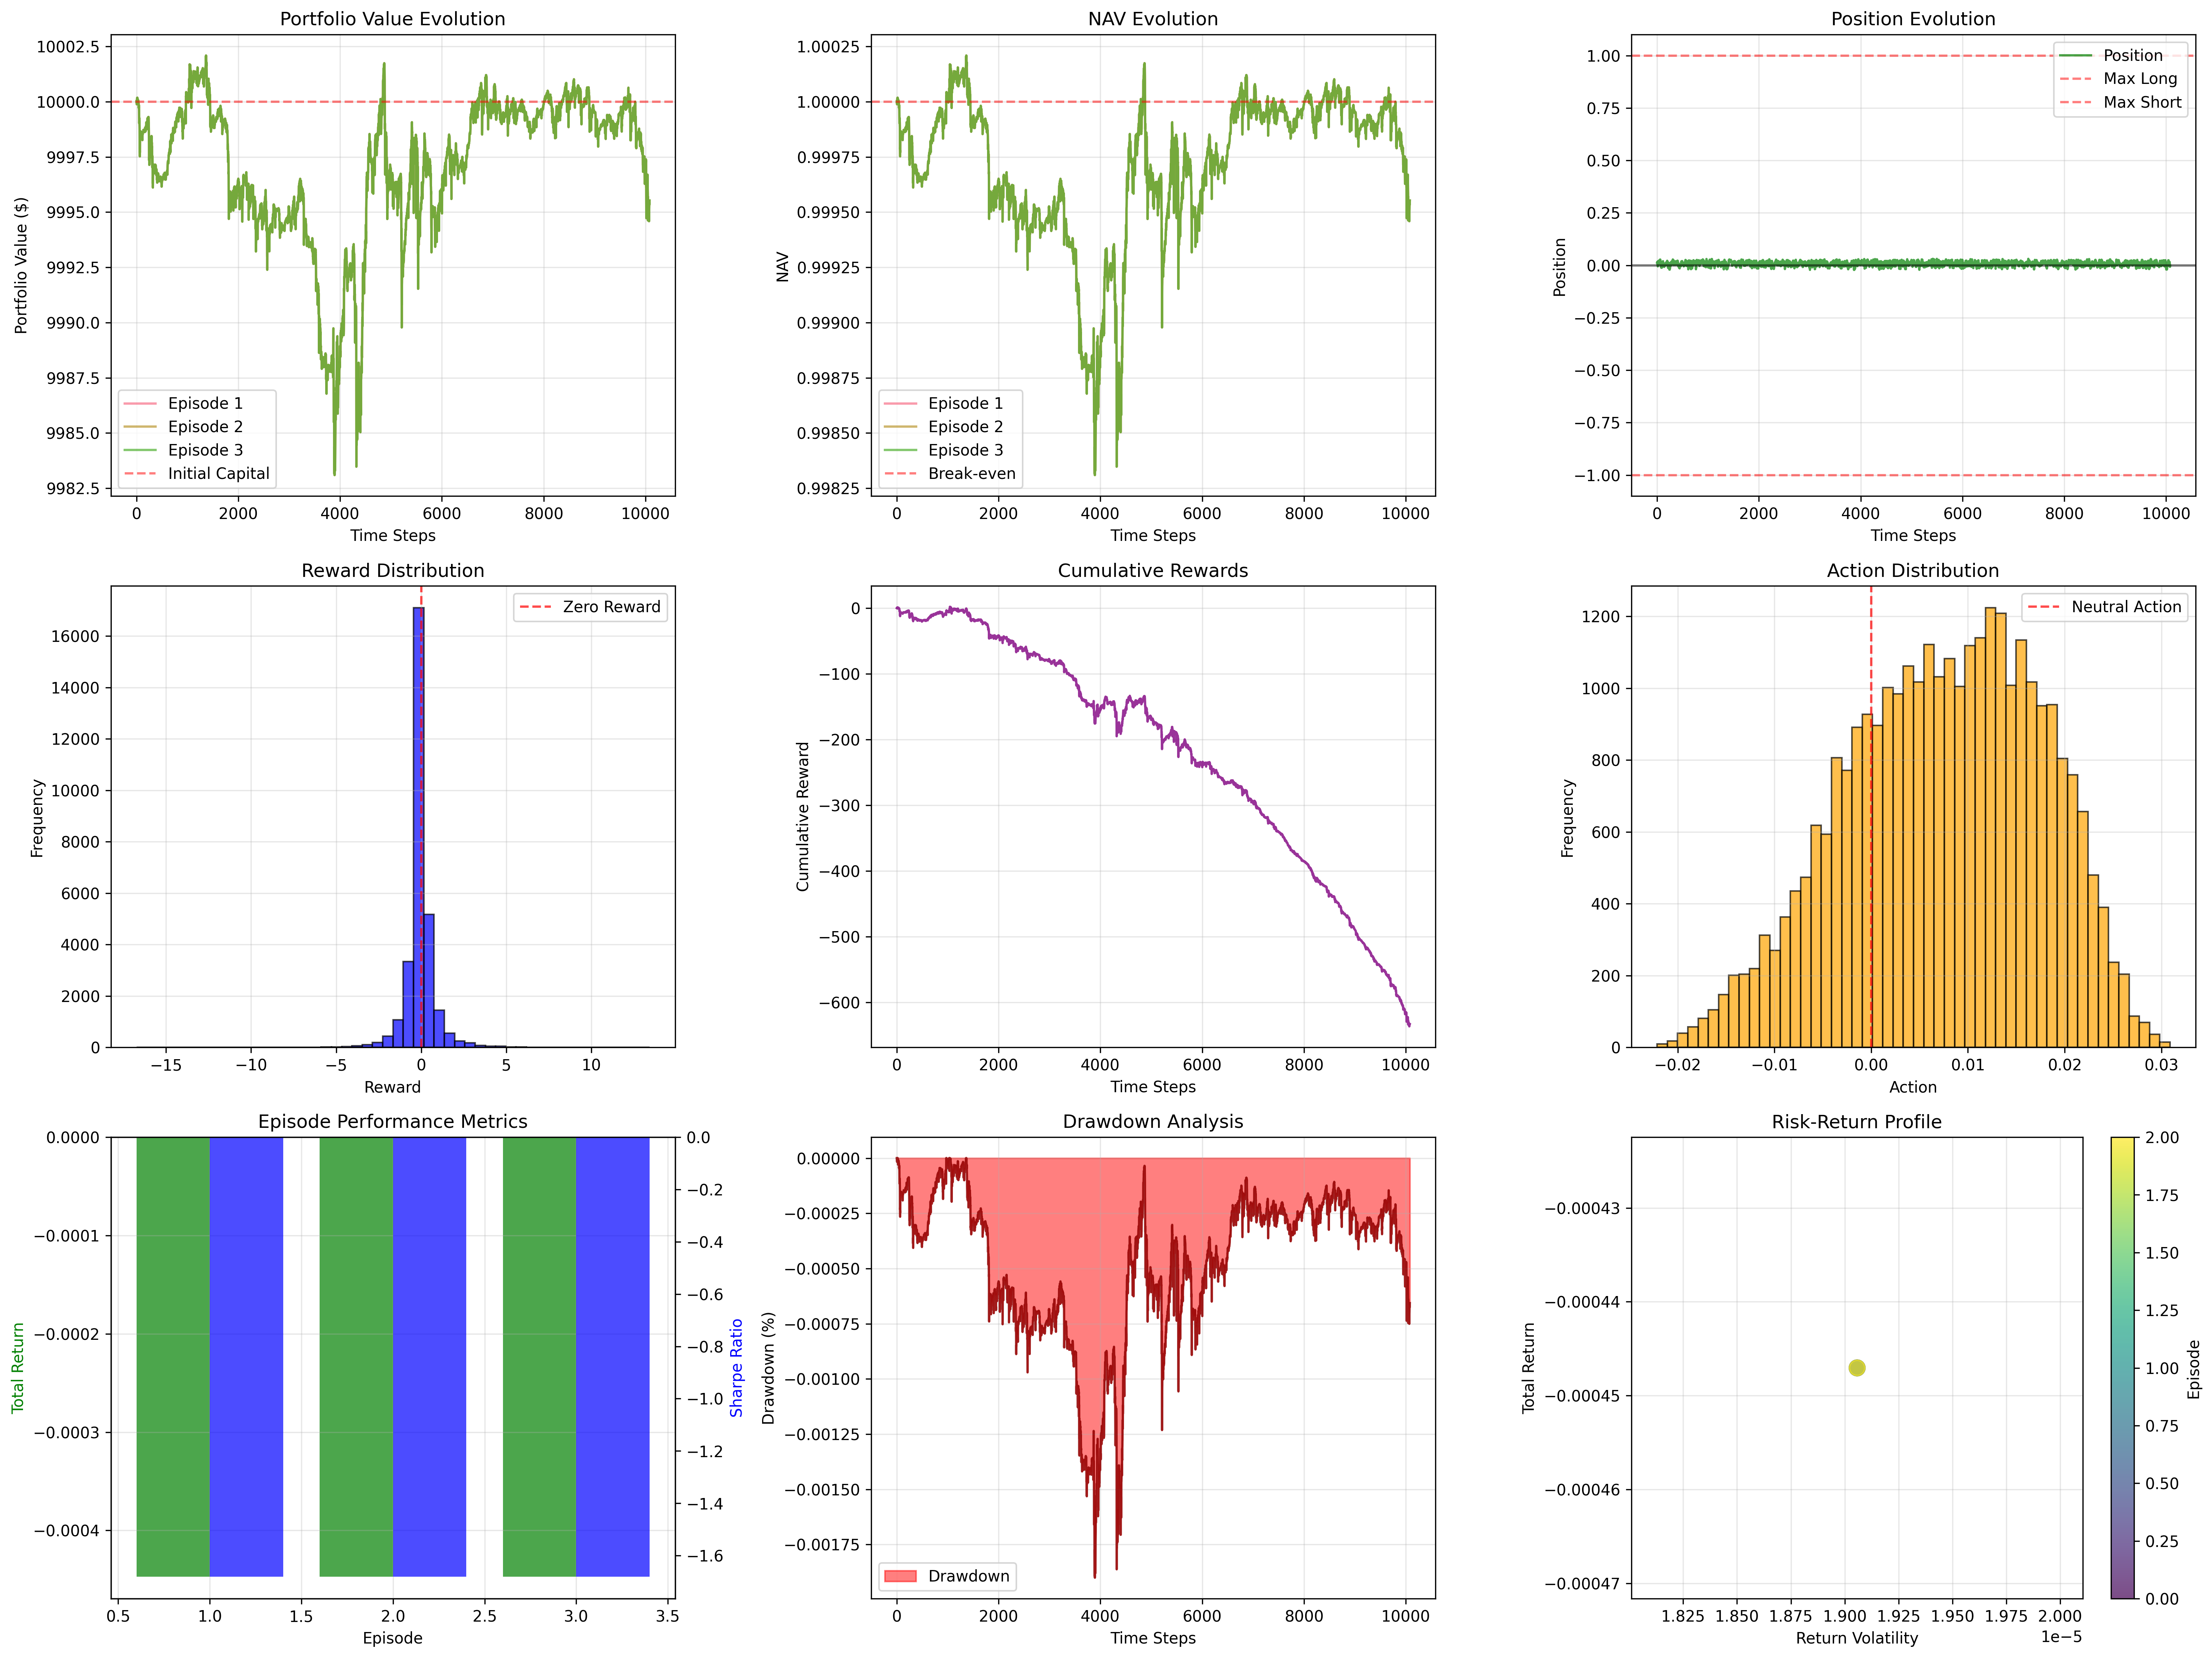 Portfolio Value Evolution
Portfolio Value ($)
10002.5
10000.0
9997.5
9995.0
9992.5
9990.0
9987.5
9985.0
9982.5
Episode 1
Episode 2
Episode 3
Initial Capital
0 2000 4000 6000 8000 10000
Time Steps
NAV Evolution
NAV
1.00025
1.00000
0.99975
0.99950
0.99925
0.99900
0.99875
0.99850
0.99825
Episode 1
Episode 2
Episode 3
Break-even
0 2000 4000 6000 8000 10000
Time Steps
Position Evolution
Position
1.00
0.75
0.50
0.25
0.00
−0.25
−0.50
−0.75
−1.00
Position
Max Long
Max Short
0 2000 4000 6000 8000 10000
Time Steps
Reward Distribution
Frequency
16000
14000
12000
10000
8000
6000
4000
2000
0
Zero Reward
−15 −10 −5 0 5 10
Reward
Cumulative Rewards
Cumulative Reward
0
−100
−200
−300
−400
−500
−600
0 2000 4000 6000 8000 10000
Time Steps
Action Distribution
Frequency
1200
1000
800
600
400
200
0
Neutral Action
−0.02 −0.01 0.00 0.01 0.02 0.03
Action
Episode Performance Metrics
Total Return
0.0000
−0.0001
−0.0002
−0.0003
−0.0004
0.0
−0.2
−0.4
−0.6
−0.8
−1.0
−1.2
−1.4
−1.6
Sharpe Ratio
0.5 1.0 1.5 2.0 2.5 3.0 3.5
Episode
Drawdown Analysis
Drawdown (%)
0.00000
−0.00025
−0.00050
−0.00075
−0.00100
−0.00125
−0.00150
−0.00175
Drawdown
0 2000 4000 6000 8000 10000
Time Steps
Risk-Return Profile
Total Return
−0.00043
−0.00044
−0.00045
−0.00046
−0.00047
1.825 1.850 1.875 1.900 1.925 1.950 1.975 2.000
1e−5
Return Volatility
2.00
1.75
1.50
1.25
1.00
0.75
0.50
0.25
0.00
Episode